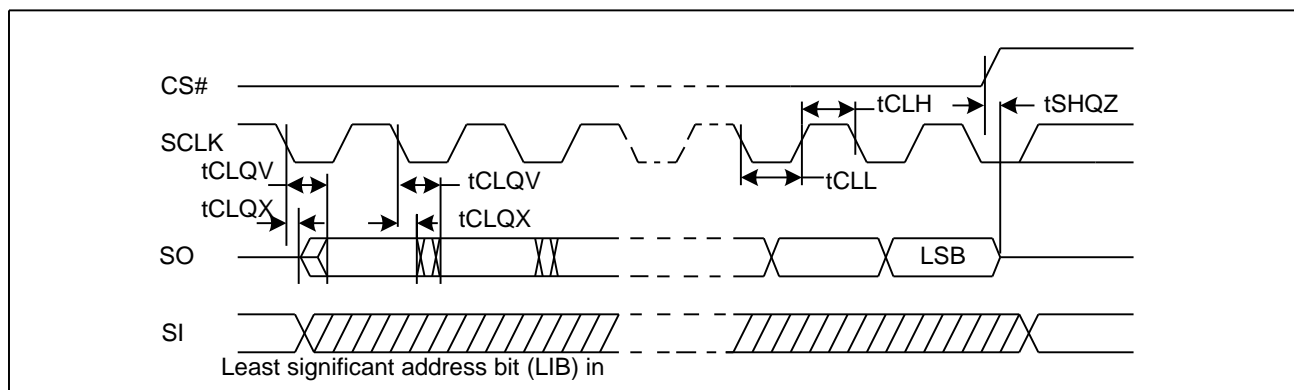 CS#
tCLH
tSHQZ
SCLK
tCLQV
tCLQV
tCLL
tCLQX
tCLQX
SO
LSB
SI
Least significant address bit (LIB) in